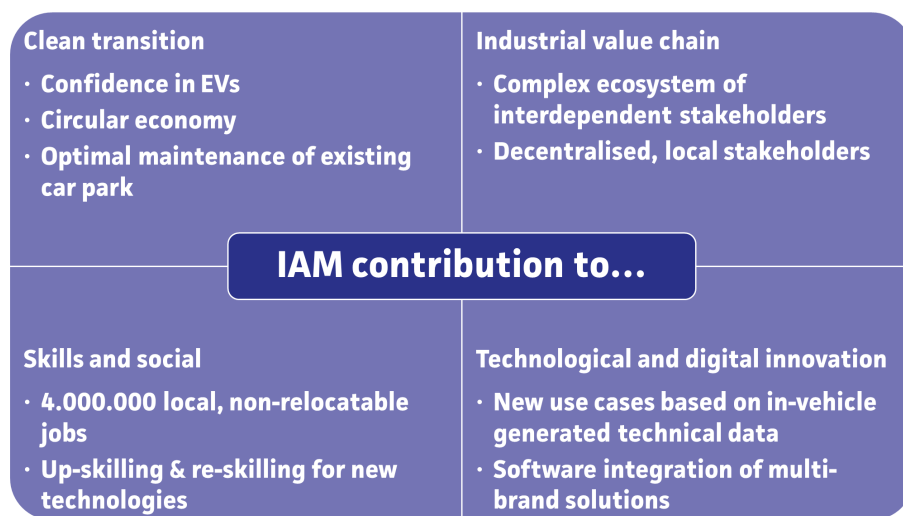 Clean transition
· Confidence in EVs
· Circular economy
· Optimal maintenance of existing
car park
Industrial value chain
· Complex ecosystem of
interdependent stakeholders
· Decentralised, local stakeholders
IAM contribution to...
Skills and social
· 4.000.000 local, non-relocatable
jobs
· Up-skilling & re-skilling for new
technologies
Technological and digital innovation
· New use cases based on in-vehicle
generated technical data
· Software integration of multi-
brand solutions